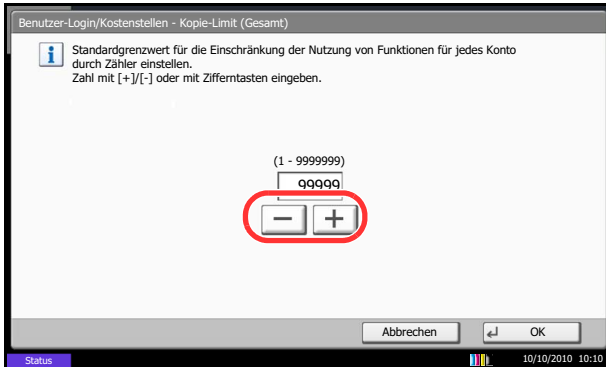 Benutzer-Login/Kostenstellen - Kopie-Limit (Gesamt)
Standardgrenzwert für die Einschränkung der Nutzung von Funktionen für jedes Konto
durch Zähler einstellen.
Zahl mit [+]/[-] oder mit Zifferntasten eingeben.
(1 - 9999999)
99999
− +
Abbrechen OK
Status 10/10/2010 10:10